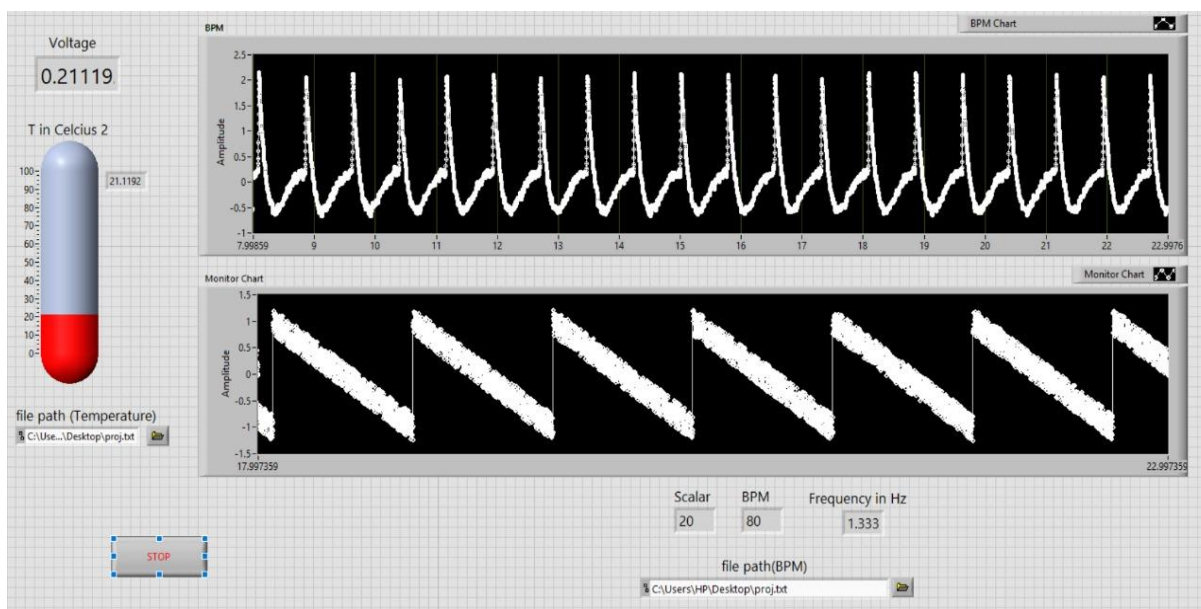 Voltage
0.21119
T in Celcius 2
100
90
80
70
60
50
40
30
20
10
0
21.1192
file path (Temperature)
C:\Use...\Desktop\proj.txt
STOP
BPM
BPM Chart
Amplitude
2.5
2
1.5
1
0.5
0
-0.5
-1
7.99859 9 10 11 12 13 14 15 16 17 18 19 20 21 22 22.9976
Monitor Chart
Monitor Chart
Amplitude
1.5
1
0.5
0
-0.5
-1
-1.5
17.997359 22.997359
Scalar BPM Frequency in Hz
20 80 1.333
file path(BPM)
C:\Users\HP\Desktop\proj.txt